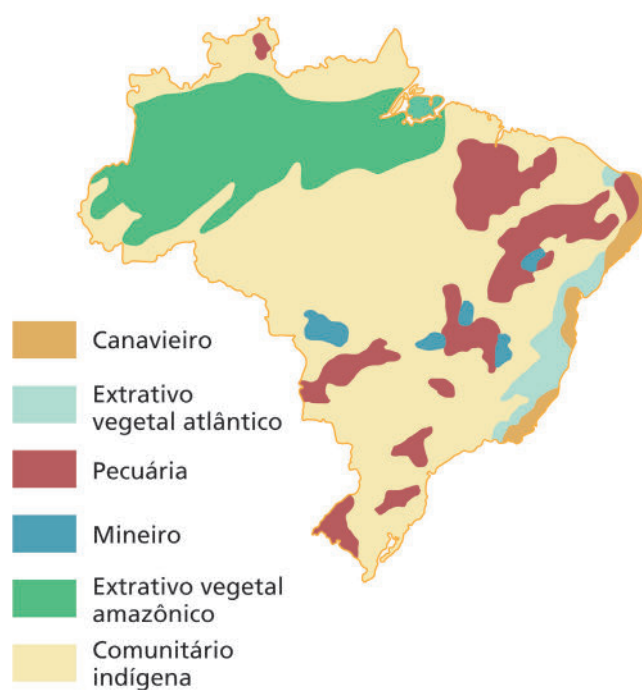 Canavieiro
Extrativo
vegetal atlântico
Pecuária
Mineiro
Extrativo vegetal
amazônico
Comunitário
indígena